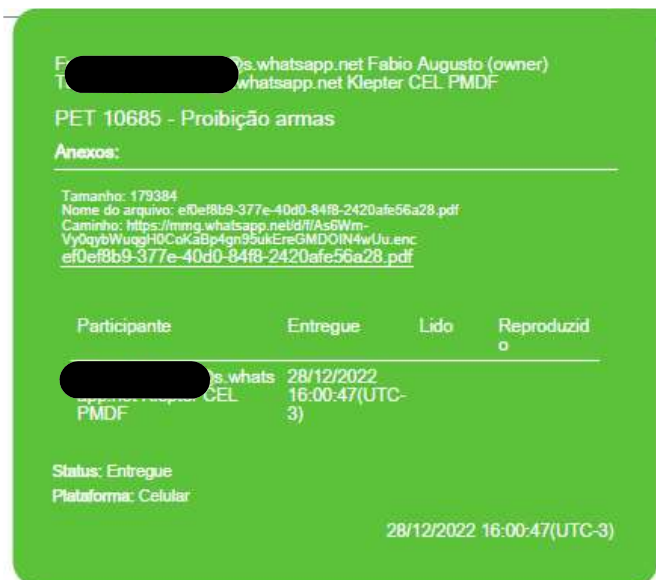 @s.whatsapp.net Fabio Augusto (owner)
whatsapp.net Klepter CEL PMDF
PET 10685 - Proibição armas
Anexos:
Tamanho: 179384
Nome do arquivo: ef0ef8b9-377e-40d0-84f8-2420afe56a28.pdf
Caminho: https://mmg.whatsapp.net/d/f/As6Wm-
Vy0qybWuqgH0CoKaBp4gn95ukEreGMDOIN4wUu.enc
ef0ef8b9-377e-40d0-84f8-2420afe56a28.pdf
Participante Entregue Lido Reproduzid
o
s.whats 28/12/2022
CEL 16:00:47(UTC-
PMDF 3)
Status: Entregue
Plataforma: Celular
28/12/2022 16:00:47(UTC-3)